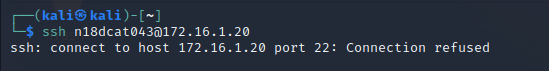 ┌──(kali㉿kali)-[~]
└─$ ssh n18dcat043@172.16.1.20
ssh: connect to host 172.16.1.20 port 22: Connection refused